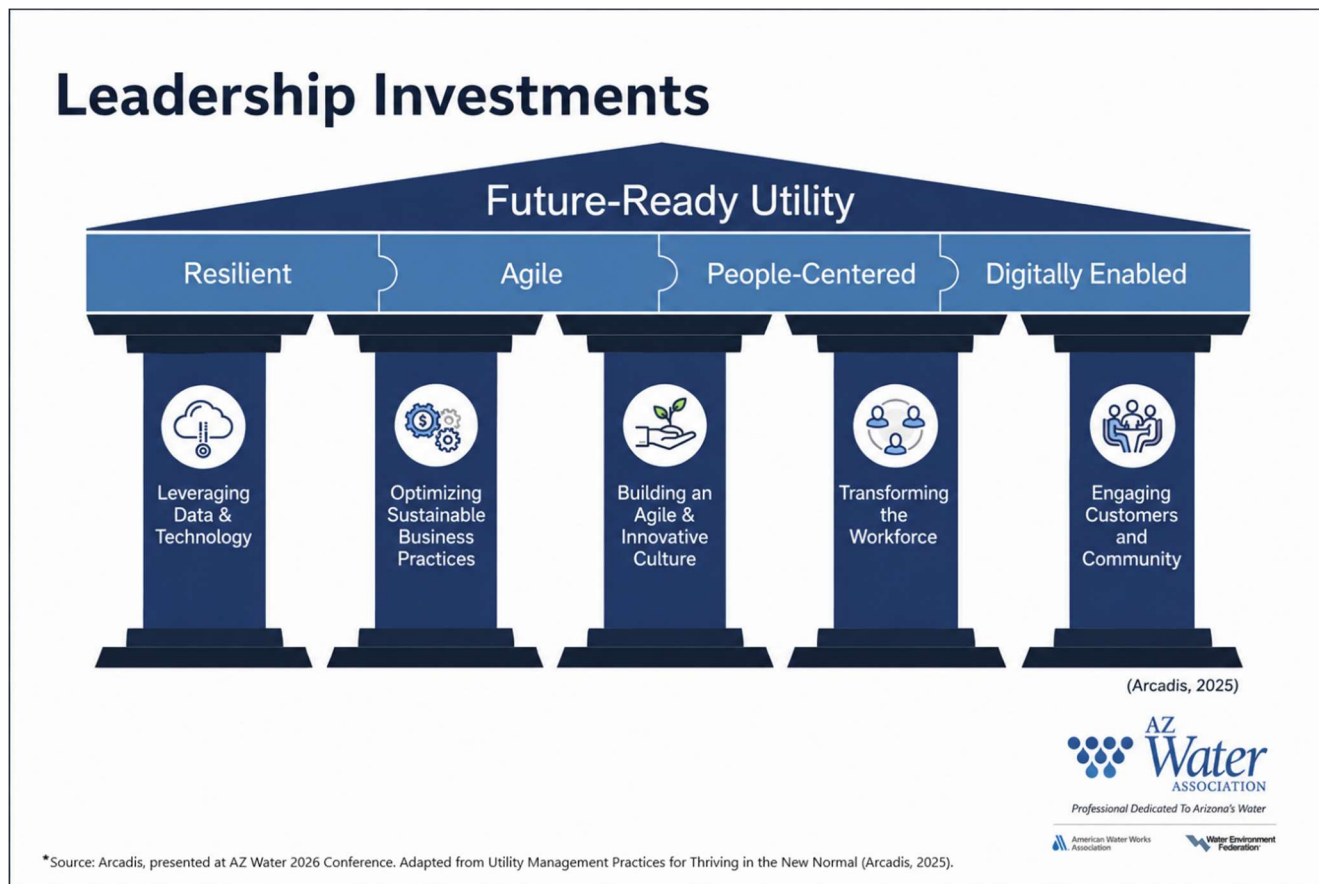 Leadership Investments
Future-Ready Utility
Resilient
Agile
People-Centered
Digitally Enabled
$
Leveraging
Data &
Technology
Optimizing
Sustainable
Business
Practices
Building an
Agile &
Innovative
Culture
Transforming
the
Workforce
Engaging
Customers
and
Community
(Arcadis, 2025)
AZ
Water
ASSOCIATION
Professional Dedicated To Arizona's Water
American Water Works
Association
Water Environment
Federation
*Source: Arcadis, presented at AZ Water 2026 Conference. Adapted from Utility Management Practices for Thriving in the New Normal (Arcadis, 2025).